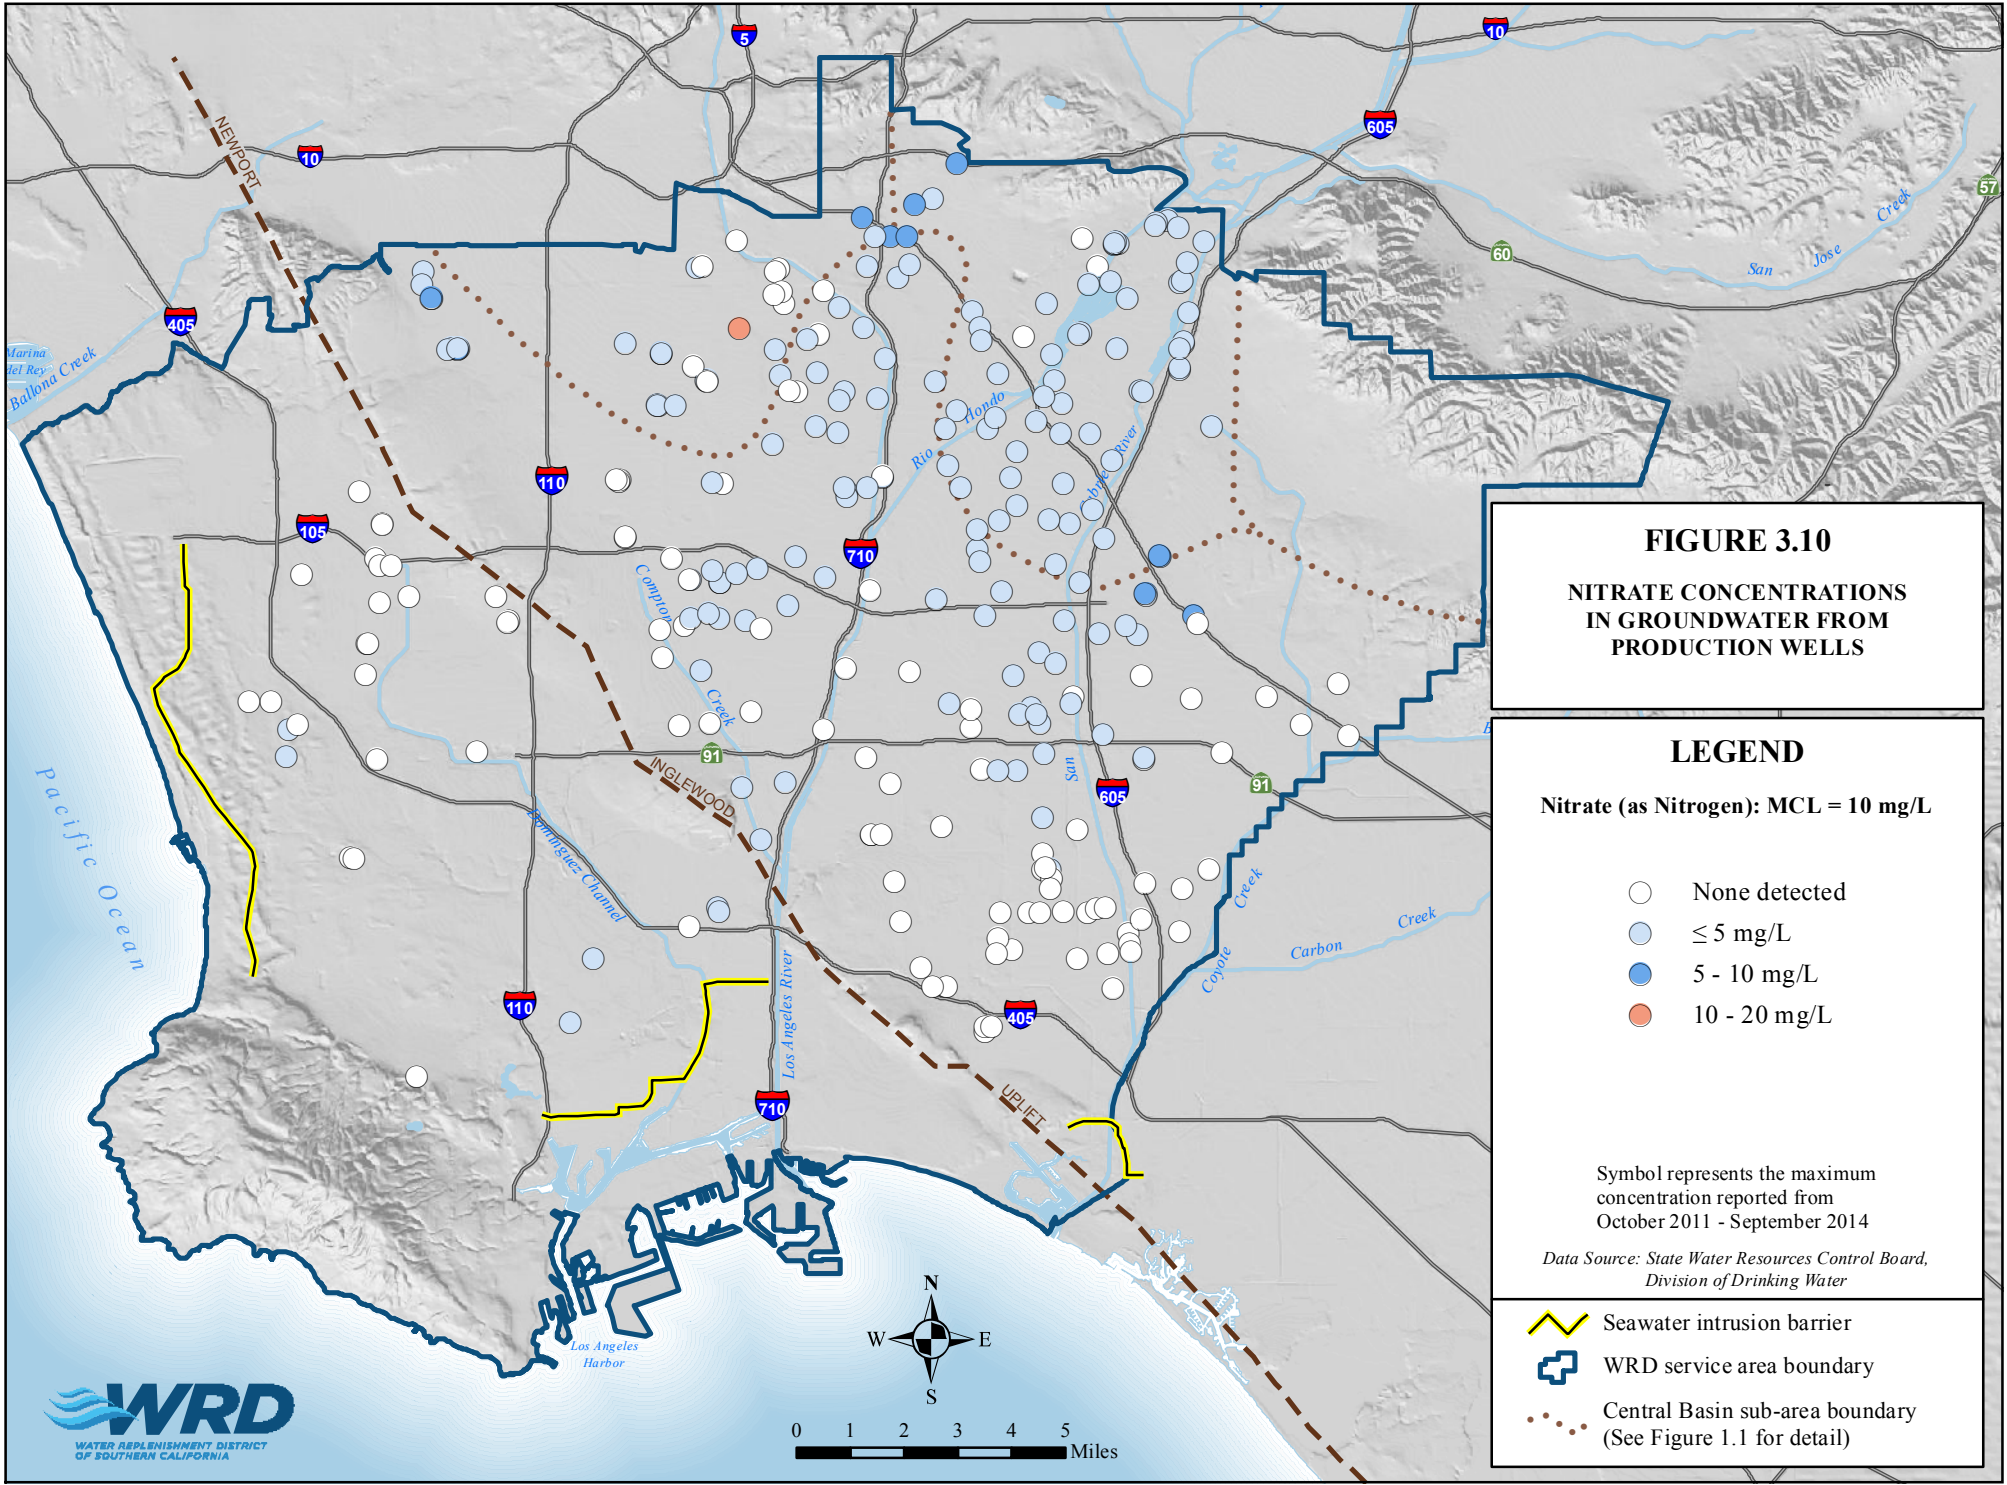 5
10
605
57
10
NEWPORT
Creek
Jose
San
60
405
Marina
del Rey
Ballona Creek
Hondo
Rio
River
110
105
710
Compton
Creek
91
INGLEWOOD
San
605
91
Dominguez Channel
Pacific Ocean
Creek
Coyote
Carbon
Creek
Los Angeles River
110
405
710
UPLIFT
Los Angeles
Harbor
N
W
E
S
0 1 2 3 4 5
Miles
WRD
WATER REPLENISHMENT DISTRICT
OF SOUTHERN CALIFORNIA
FIGURE 3.10
NITRATE CONCENTRATIONS
IN GROUNDWATER FROM
PRODUCTION WELLS
LEGEND
Nitrate (as Nitrogen): MCL = 10 mg/L
None detected
≤ 5 mg/L
5 - 10 mg/L
10 - 20 mg/L
Symbol represents the maximum
concentration reported from
October 2011 - September 2014
Data Source: State Water Resources Control Board,
Division of Drinking Water
Seawater intrusion barrier
WRD service area boundary
Central Basin sub-area boundary
(See Figure 1.1 for detail)